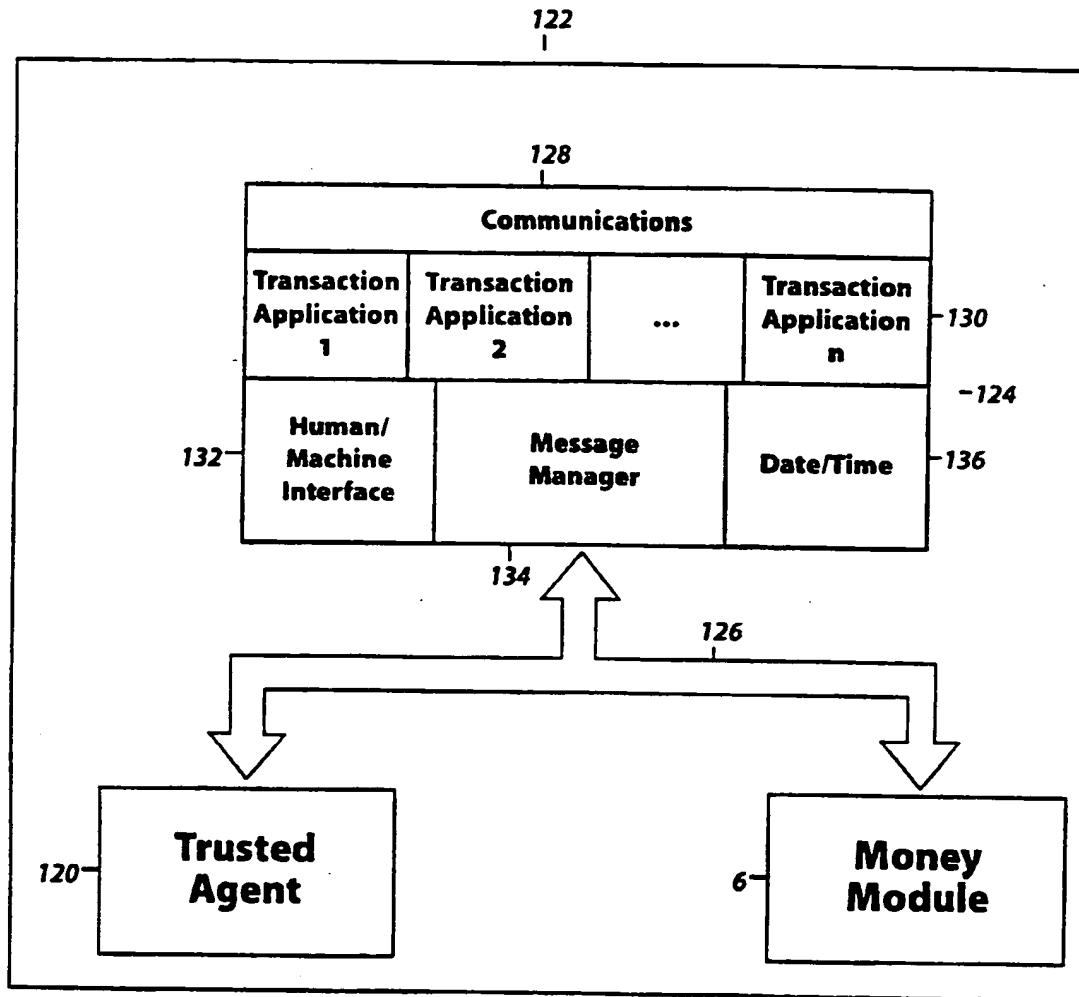 122
128
Communications
Transaction
Application
1
Transaction
Application
2
...
Transaction
Application
n
130
124
Human/
Machine
Interface
132
Message
Manager
Date/Time
136
134
126
Trusted
Agent
120
Money
Module
6